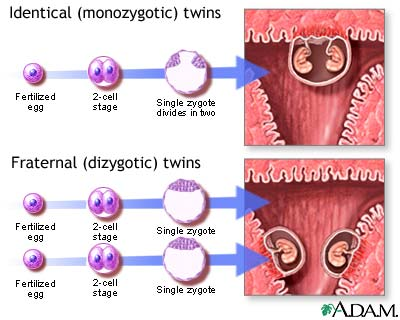 Identical (monozygotic) twins
Fertilized
egg
2-cell
stage
Single zygote
divides in two
Fraternal (dizygotic) twins
Fertilized
egg
2-cell
stage
Single zygote
Fertilized
egg
2-cell
stage
Single zygote
ADAM.